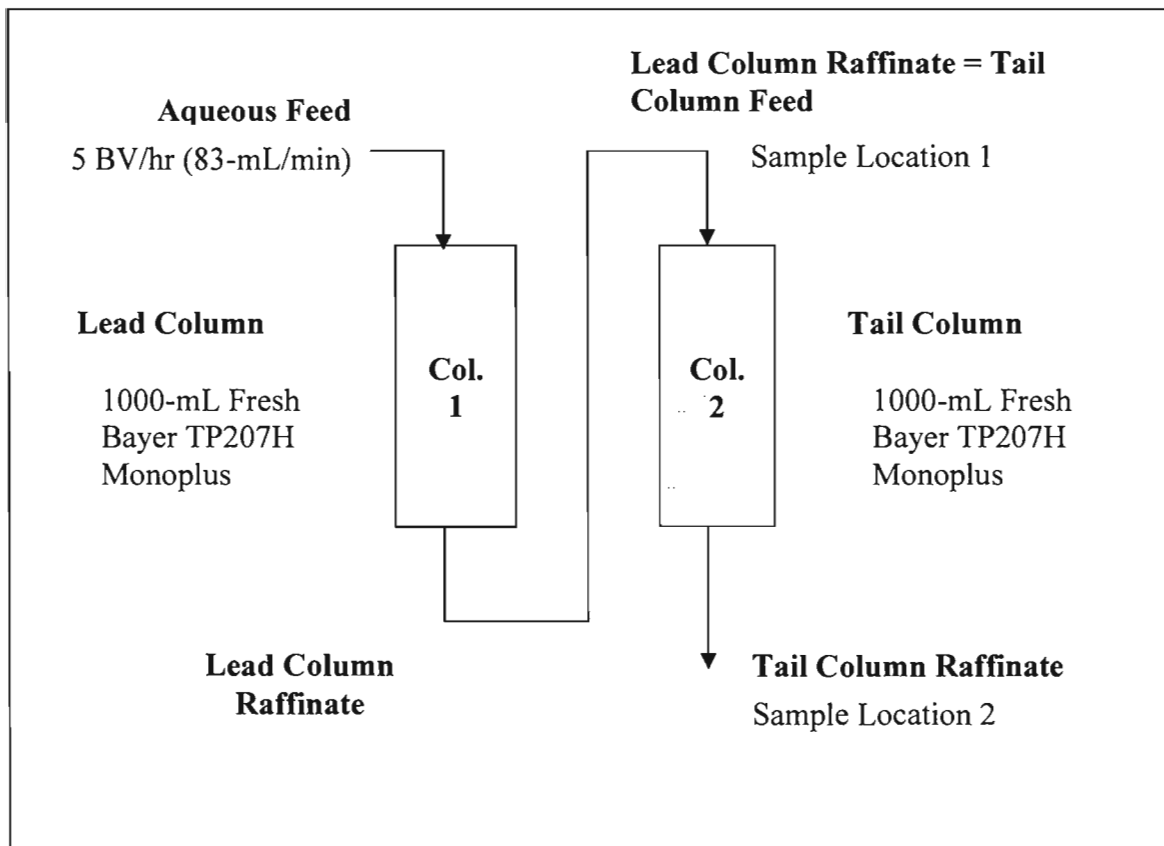 Lead Column Raffinate = Tail
Column Feed
Aqueous Feed
5 BV/hr (83-mL/min)
Sample Location 1
Lead Column
1000-mL Fresh
Bayer TP207H
Monoplus
Col.
1
Col.
2
Tail Column
1000-mL Fresh
Bayer TP207H
Monoplus
Lead Column
Raffinate
Tail Column Raffinate
Sample Location 2